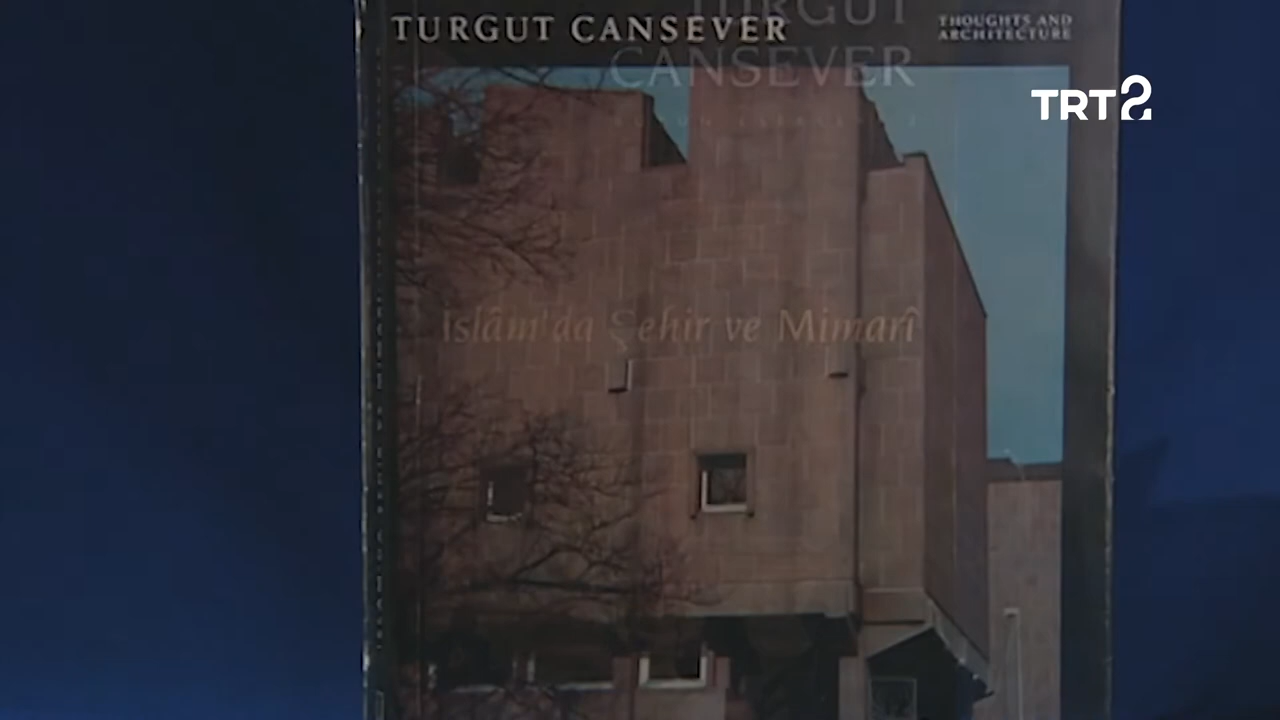 TURGUT CANSEVER
THOUGHTS AND
ARCHITECTURE
TURGUT
CANSEVER
TRT2
İslâm'da Şehir ve Mimarî